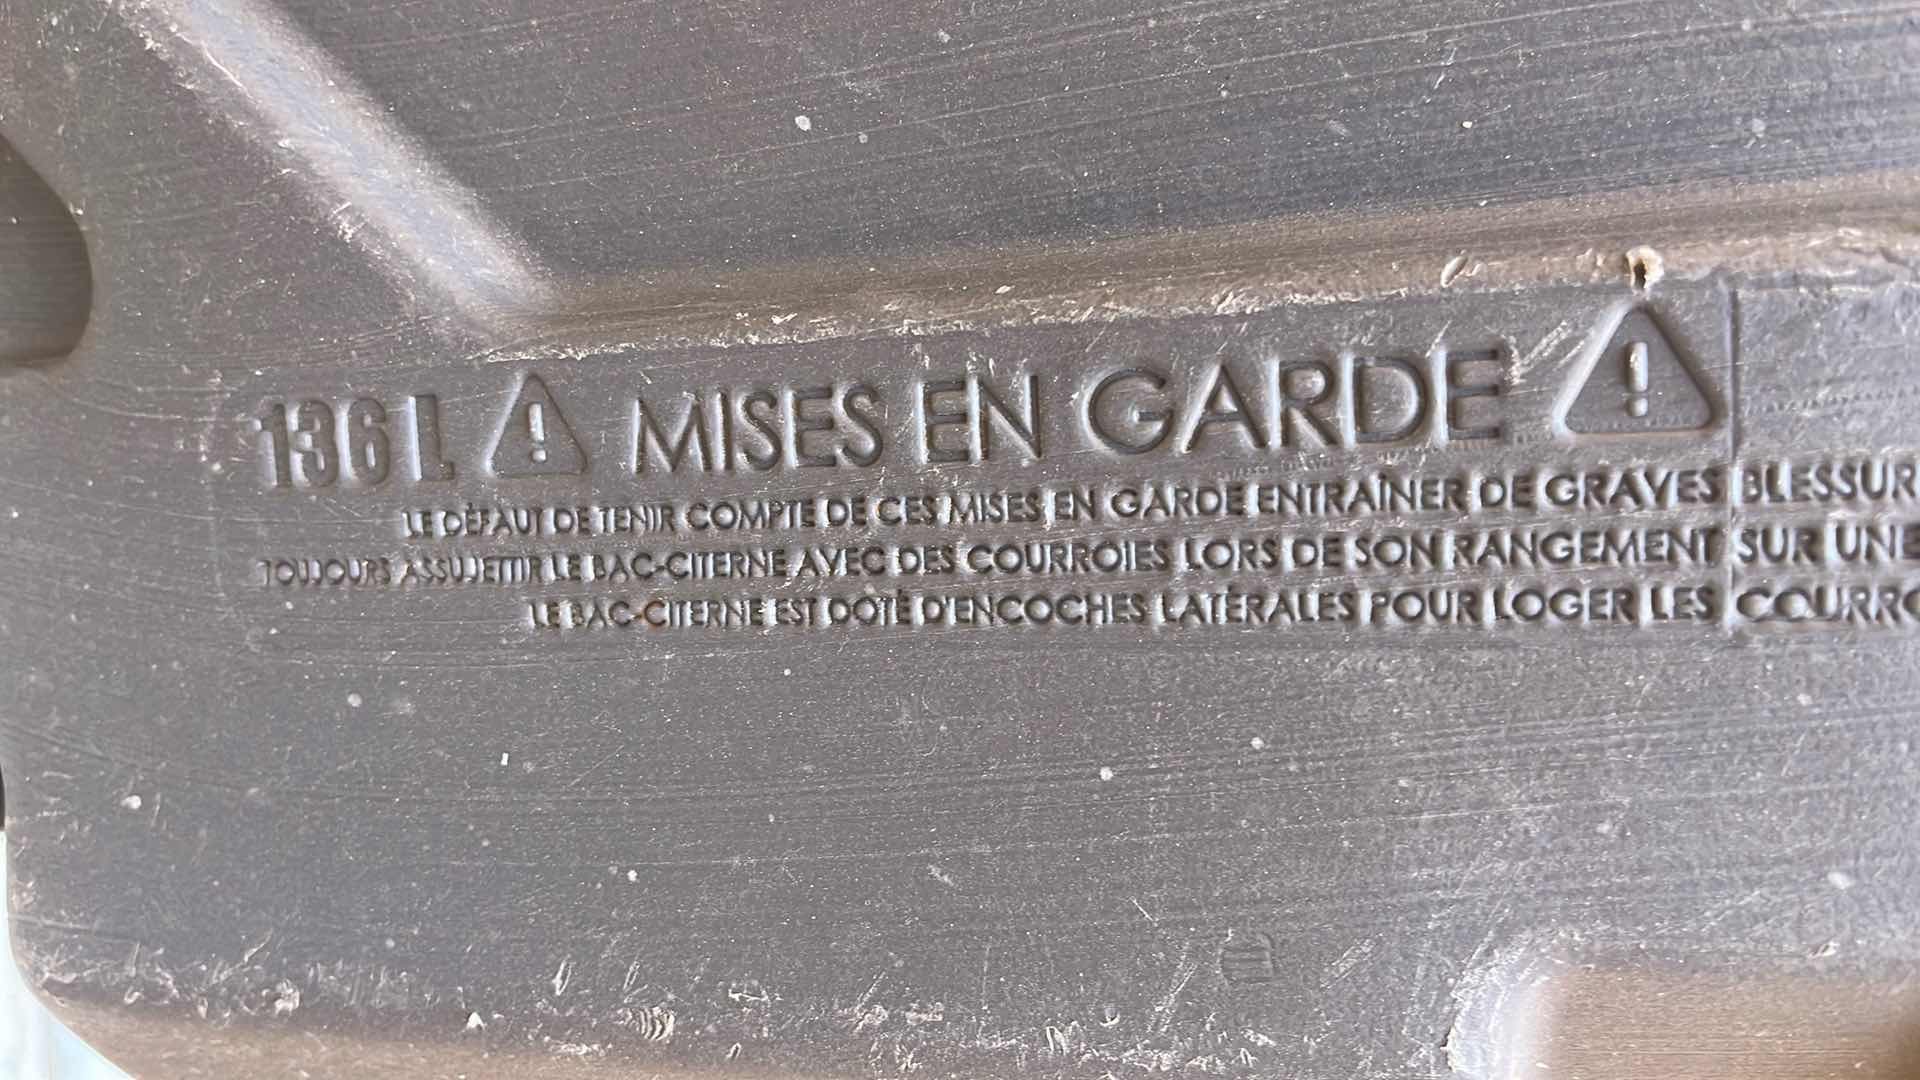 136 L ⚠ MISES EN GARDE ⚠
LE DÉFAUT DE TENIR COMPTE DE CES MISES EN GARDE ENTRAÎNER DE GRAVES BLESSUR
TOUJOURS ASSUJETTIR LE BAC-CITERNE AVEC DES COURROIES LORS DE SON RANGEMENT SUR UNE
LE BAC-CITERNE EST DOTÉ D'ENCOCHES LATÉRALES POUR LOGER LES COURRO